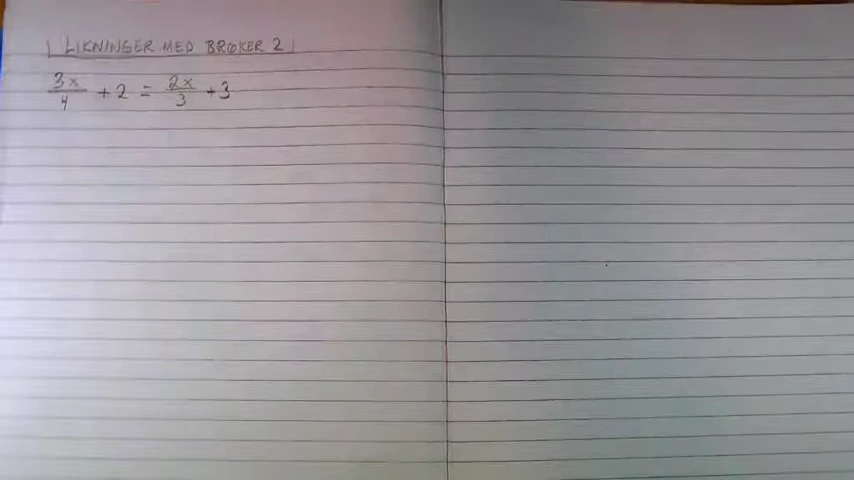 LIKNINGER MED BRØKER 2
3x/4 + 2 = 2x/3 + 3